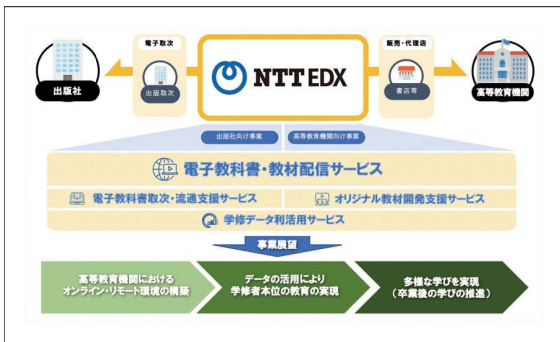 電子取次
販売・代理店
出版社
出版取次
NTT EDX
書店等
高等教育機関
出版社向け事業
高等教育機関向け事業
電子教科書・教材配信サービス
電子教科書取次・流通支援サービス
オリジナル教材開発支援サービス
学修データ利活用サービス
事業展望
高等教育機関における
オンライン・リモート環境の構築
データの活用により
学修者本位の教育の実現
多様な学びを実現
(卒業後の学びの推進)